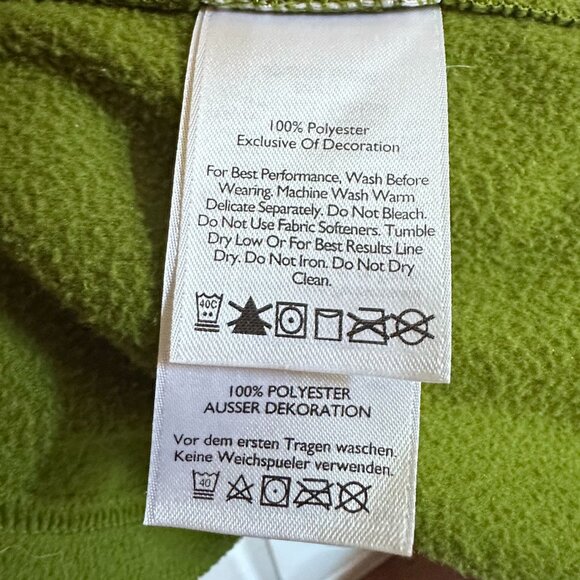 100% Polyester
Exclusive Of Decoration
For Best Performance, Wash Before
Wearing. Machine Wash Warm
Delicate Separately. Do Not Bleach.
Do Not Use Fabric Softeners. Tumble
Dry Low Or For Best Results Line
Dry. Do Not Iron. Do Not Dry
Clean.
40C
100% POLYESTER
AUSSER DEKORATION
Vor dem ersten Tragen waschen.
Keine Weichspueler verwenden.
40